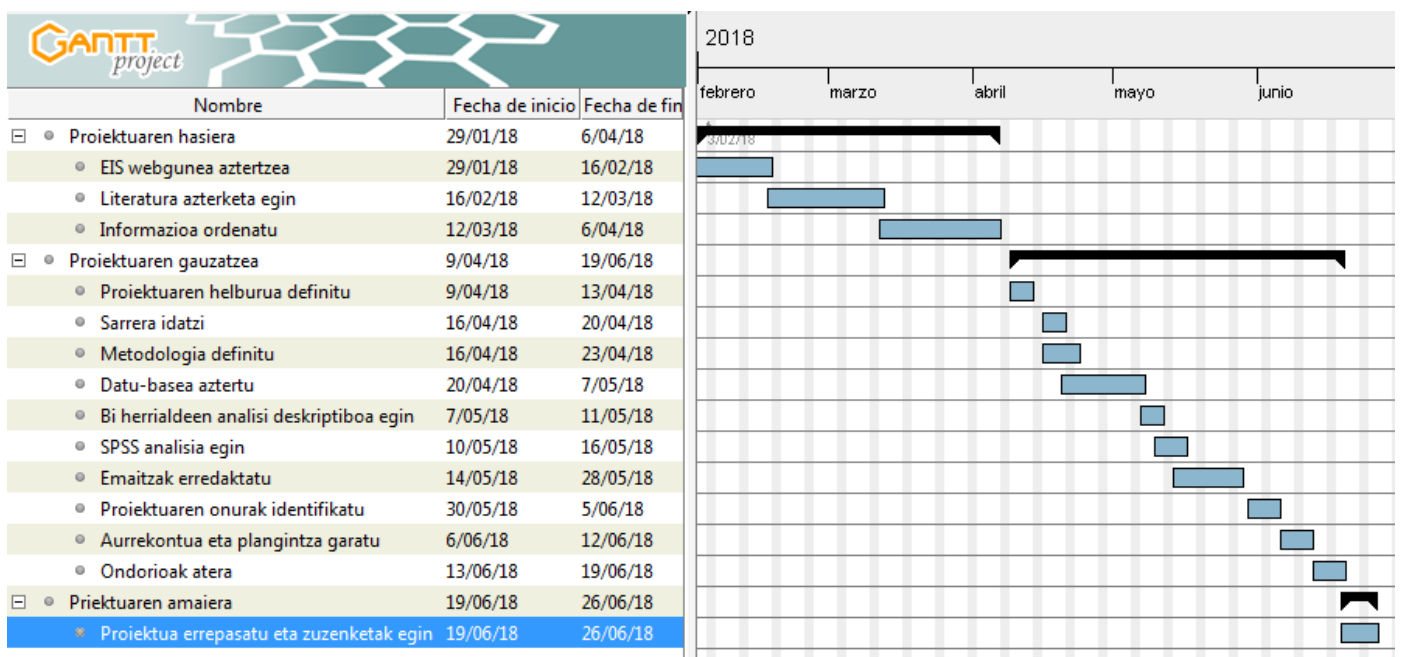 GANTT
project
2018
febrero marzo abril mayo junio
Nombre Fecha de inicio Fecha de fin
3/02/18
Proiektuaren hasiera 29/01/18 6/04/18
EIS webgunea aztertzea 29/01/18 16/02/18
Literatura azterketa egin 16/02/18 12/03/18
Informazioa ordenatu 12/03/18 6/04/18
Proiektuaren gauzatzea 9/04/18 19/06/18
Proiektuaren helburua definitu 9/04/18 13/04/18
Sarrera idatzi 16/04/18 20/04/18
Metodologia definitu 16/04/18 23/04/18
Datu-basea aztertu 20/04/18 7/05/18
Bi herrialdeen analisi deskriptiboa egin 7/05/18 11/05/18
SPSS analisia egin 10/05/18 16/05/18
Emaitzak erredaktatu 14/05/18 28/05/18
Proiektuaren onurak identifikatu 30/05/18 5/06/18
Aurrekontua eta plangintza garatu 6/06/18 12/06/18
Ondorioak atera 13/06/18 19/06/18
Priektuaren amaiera 19/06/18 26/06/18
Proiektua errepasatu eta zuzenketak egin 19/06/18 26/06/18